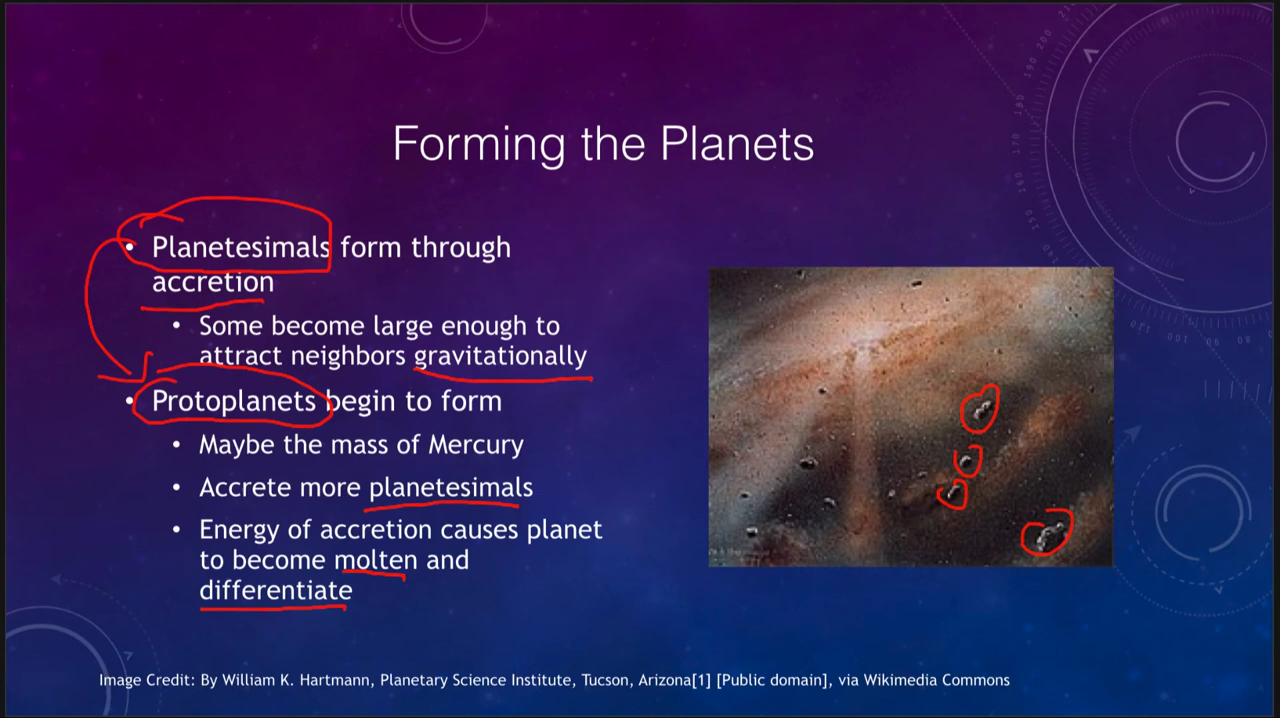 Forming the Planets
• Planetesimals form through
accretion
• Some become large enough to
attract neighbors gravitationally
• Protoplanets begin to form
• Maybe the mass of Mercury
• Accrete more planetesimals
• Energy of accretion causes planet
to become molten and
differentiate
Image Credit: By William K. Hartmann, Planetary Science Institute, Tucson, Arizona[1] [Public domain], via Wikimedia Commons